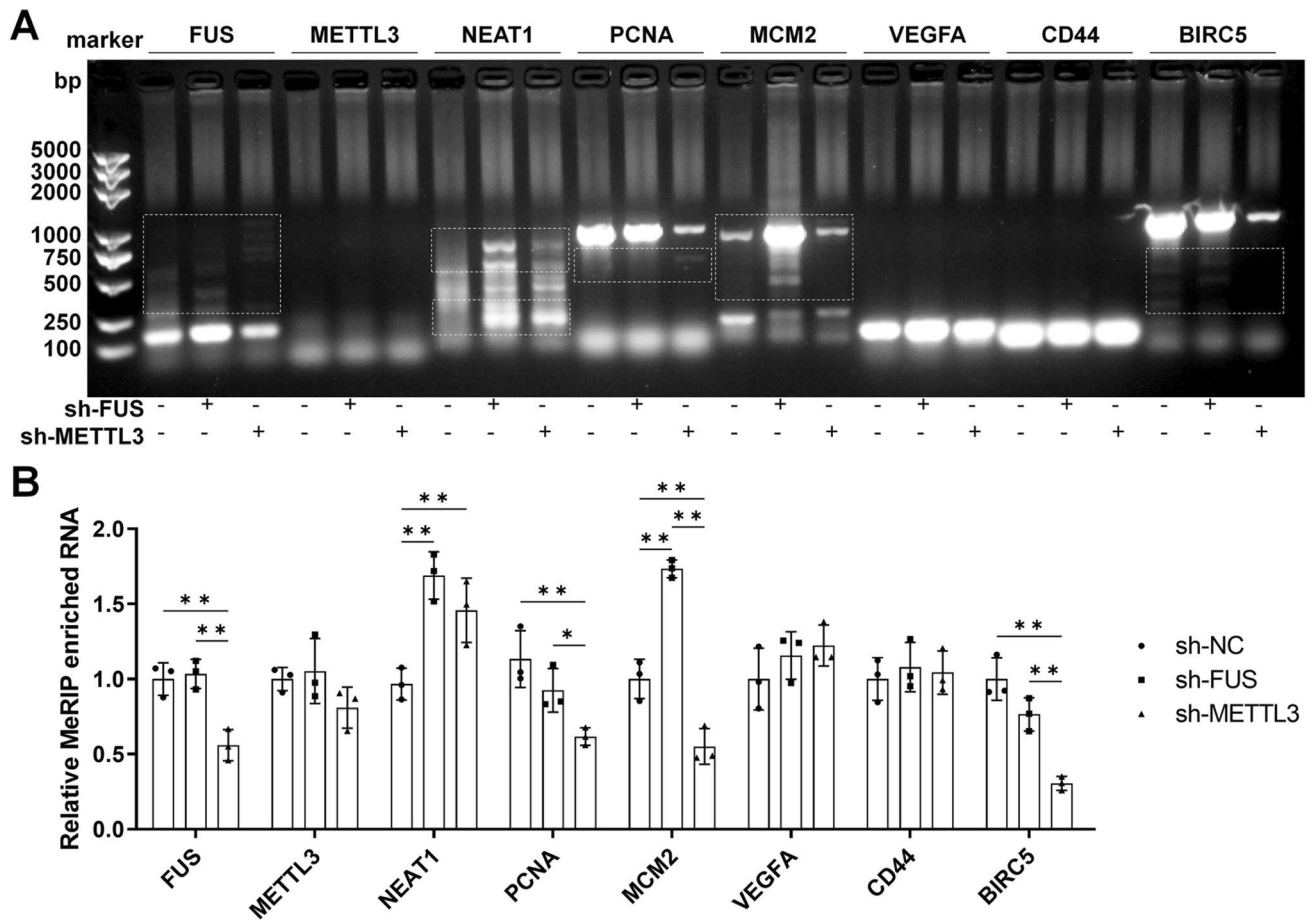 A
marker FUS METTL3 NEAT1 PCNA MCM2 VEGFA CD44 BIRC5
bp
5000
3000
2000
1000
750
500
250
100
sh-FUS - + - - + - - + - - + - - + - - + - - + - - + -
sh-METTL3 - - + - - + - - + - - + - - + - - + - - + - - +
B
Relative MeRIP enriched RNA
2.0
1.5
1.0
0.5
0.0
** ** ** ** ** * ** ** ** ** **
FUS METTL3 NEAT1 PCNA MCM2 VEGFA CD44 BIRC5
sh-NC
sh-FUS
sh-METTL3